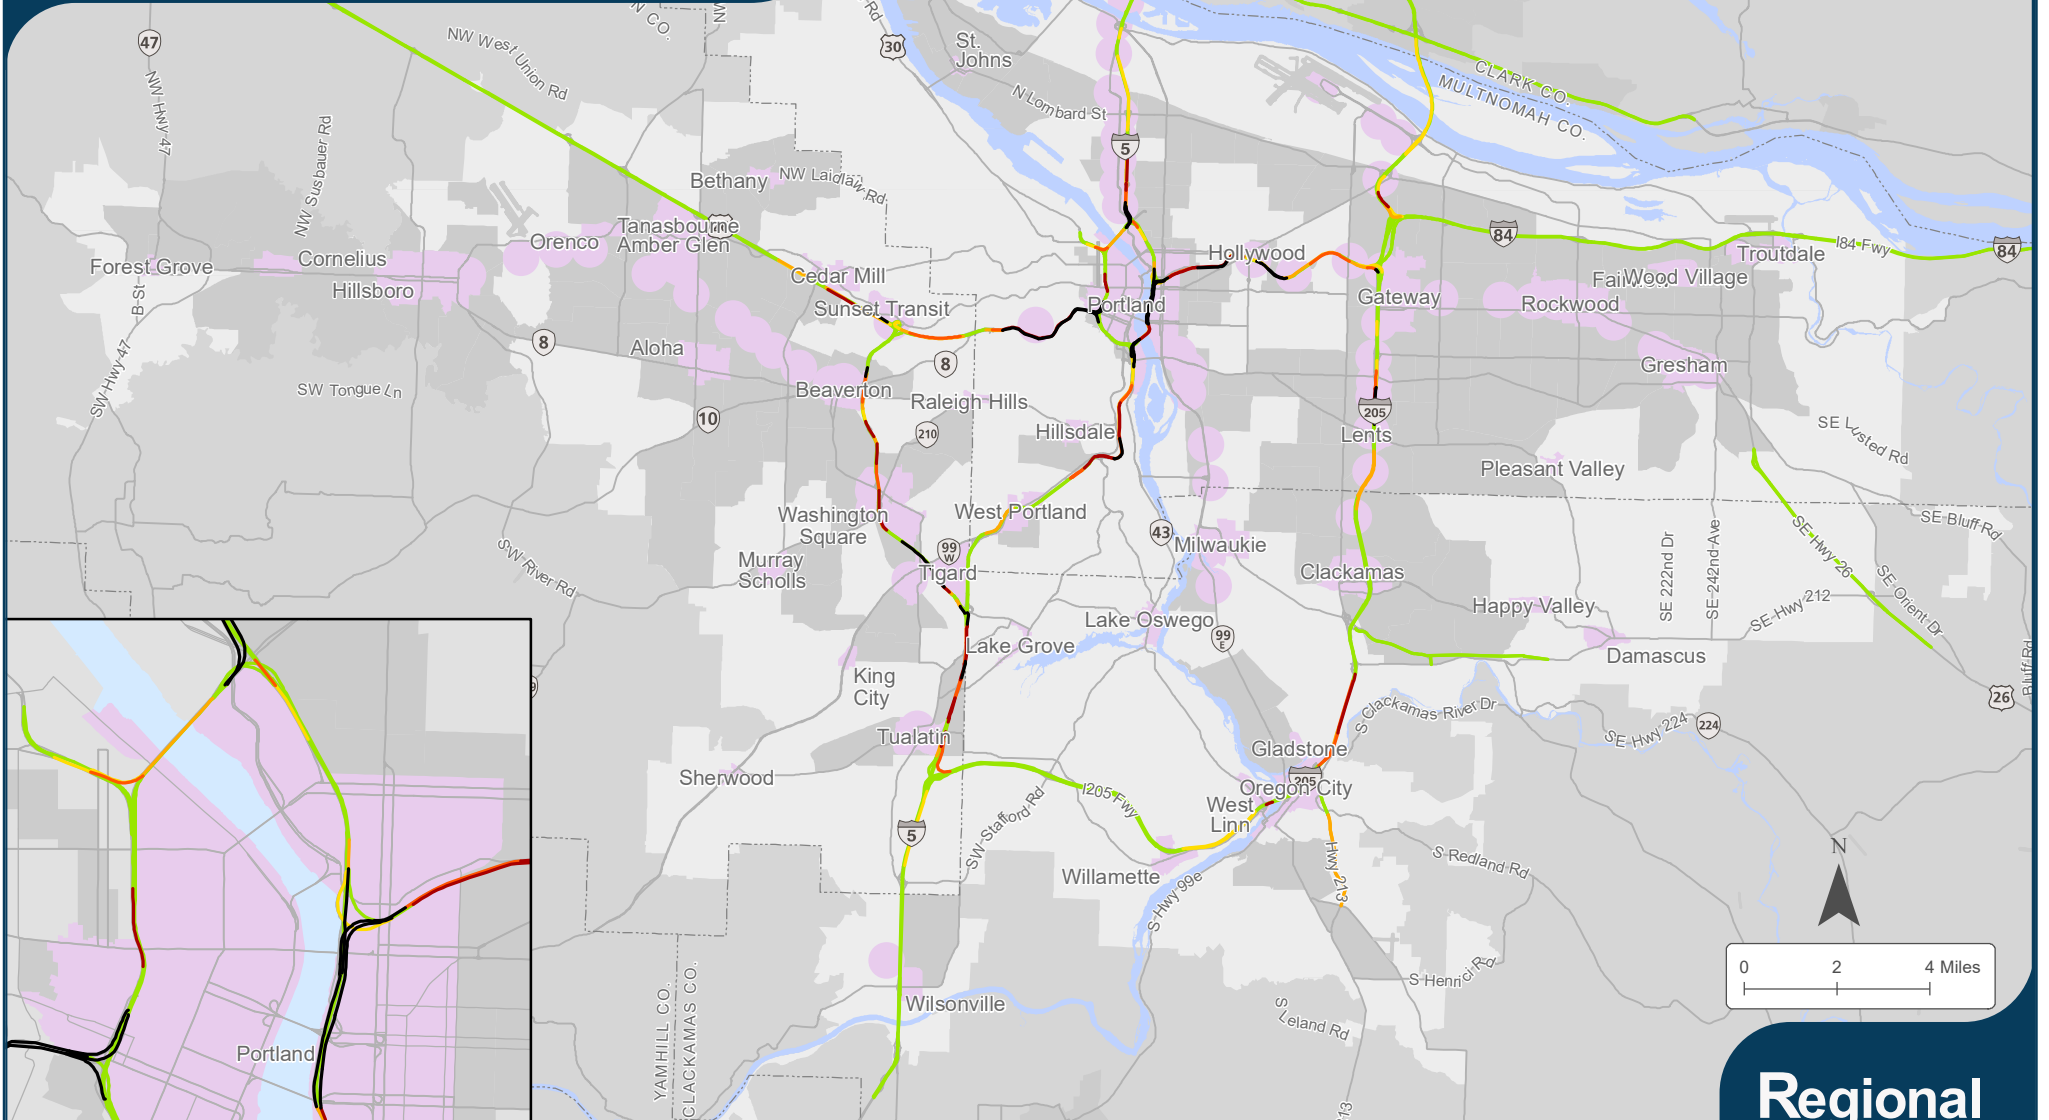 47
NW West Union Rd
N CO.
NW
Rd
30
St.
Johns
N Lombard St
CLARK CO.
MULTNOMAH CO.
NW Hwy 47
NW Susbauer Rd
5
Bethany
NW Laidlaw Rd
Tanasbourne
Amber Glen
Orenco
Hollywood
84
I84 Fwy
84
Troutdale
Forest Grove
Cornelius
Hillsboro
Cedar Mill
Sunset Transit
Portland
Gateway
Wood Village
Rockwood
B St
8
Aloha
8
Gresham
SW Hwy 47
SW Tongue Ln
Beaverton
Raleigh Hills
10
210
Hillsdale
205
Lents
SE Lusted Rd
Pleasant Valley
Washington
Square
West Portland
43
Milwaukie
SE Bluff Rd
SE Hwy 26
SW River Rd
Murray
Scholls
99
W
Tigard
Clackamas
SE 222nd Dr
SE 242nd Ave
SE Orient Dr
Happy Valley
SE Hwy 212
Lake Oswego
99
E
Lake Grove
Damascus
Bluff Rd
King
City
26
S Clackamas River Dr
SE Hwy 224
224
Tualatin
Gladstone
Sherwood
205
Oregon City
West
Linn
I205 Fwy
SW Stafford Rd
5
Hwy 213
S Redland Rd
Willamette
S Hwy 99e
N
0 2 4 Miles
S Henrici Rd
S Leland Rd
Wilsonville
YAMHILL CO.
CLACKAMAS CO.
Portland
13
Regional